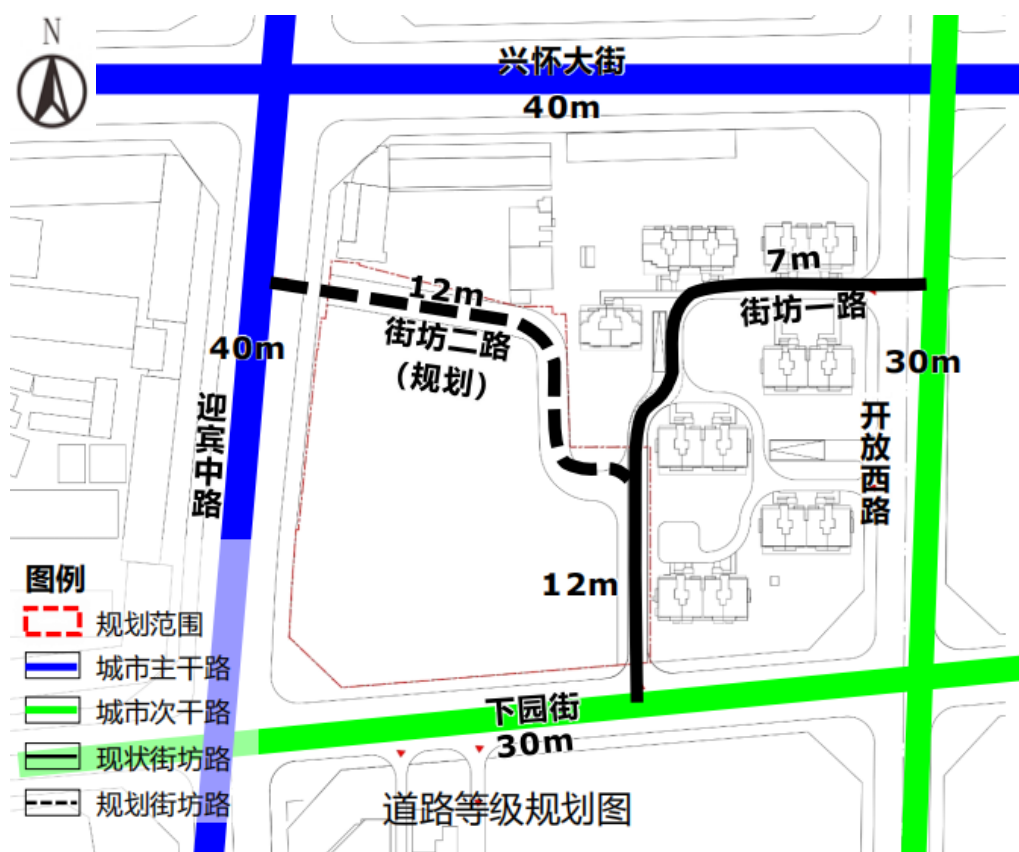 N
兴怀大街
40m
7m
12m
街坊一路
街坊二路
(规划)
40m
30m
迎宾中路
开放西路
12m
图例
规划范围
城市主干路
城市次干路
现状街坊路
规划街坊路
下园街
30m
道路等级规划图